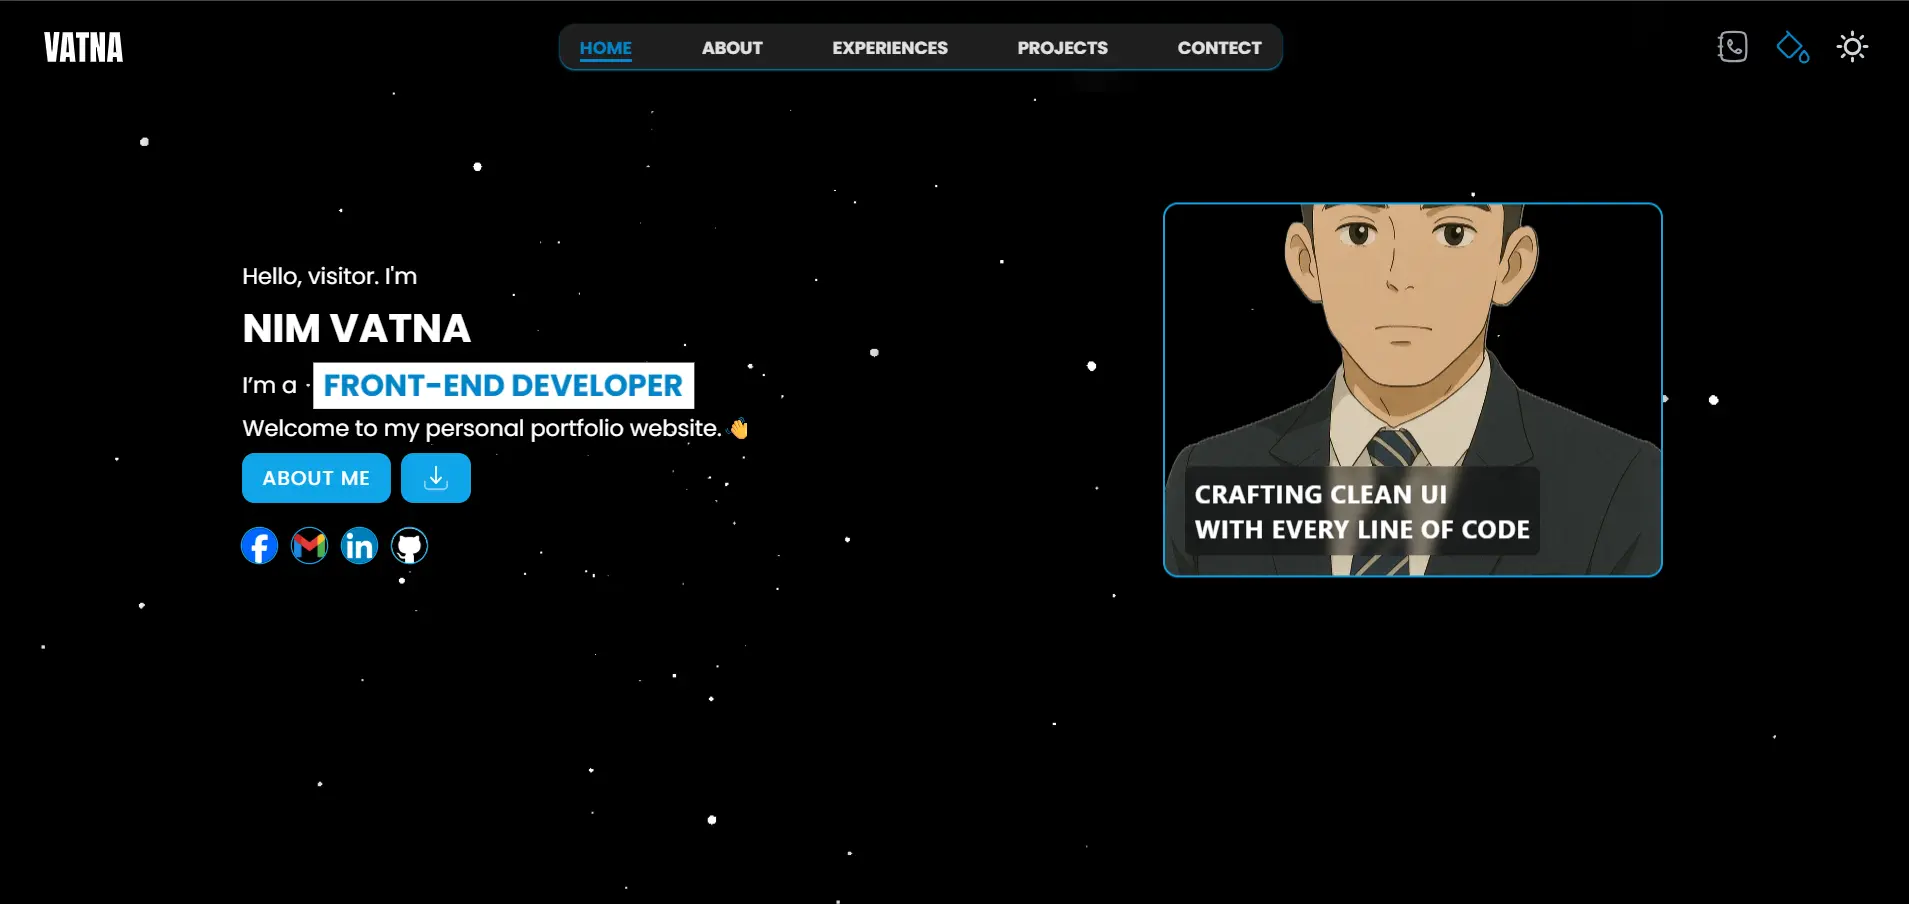 VATNA
HOME ABOUT EXPERIENCES PROJECTS CONTECT
Hello, visitor. I'm
NIM VATNA
I'm a · FRONT-END DEVELOPER
Welcome to my personal portfolio website. 👋
ABOUT ME
CRAFTING CLEAN UI
WITH EVERY LINE OF CODE